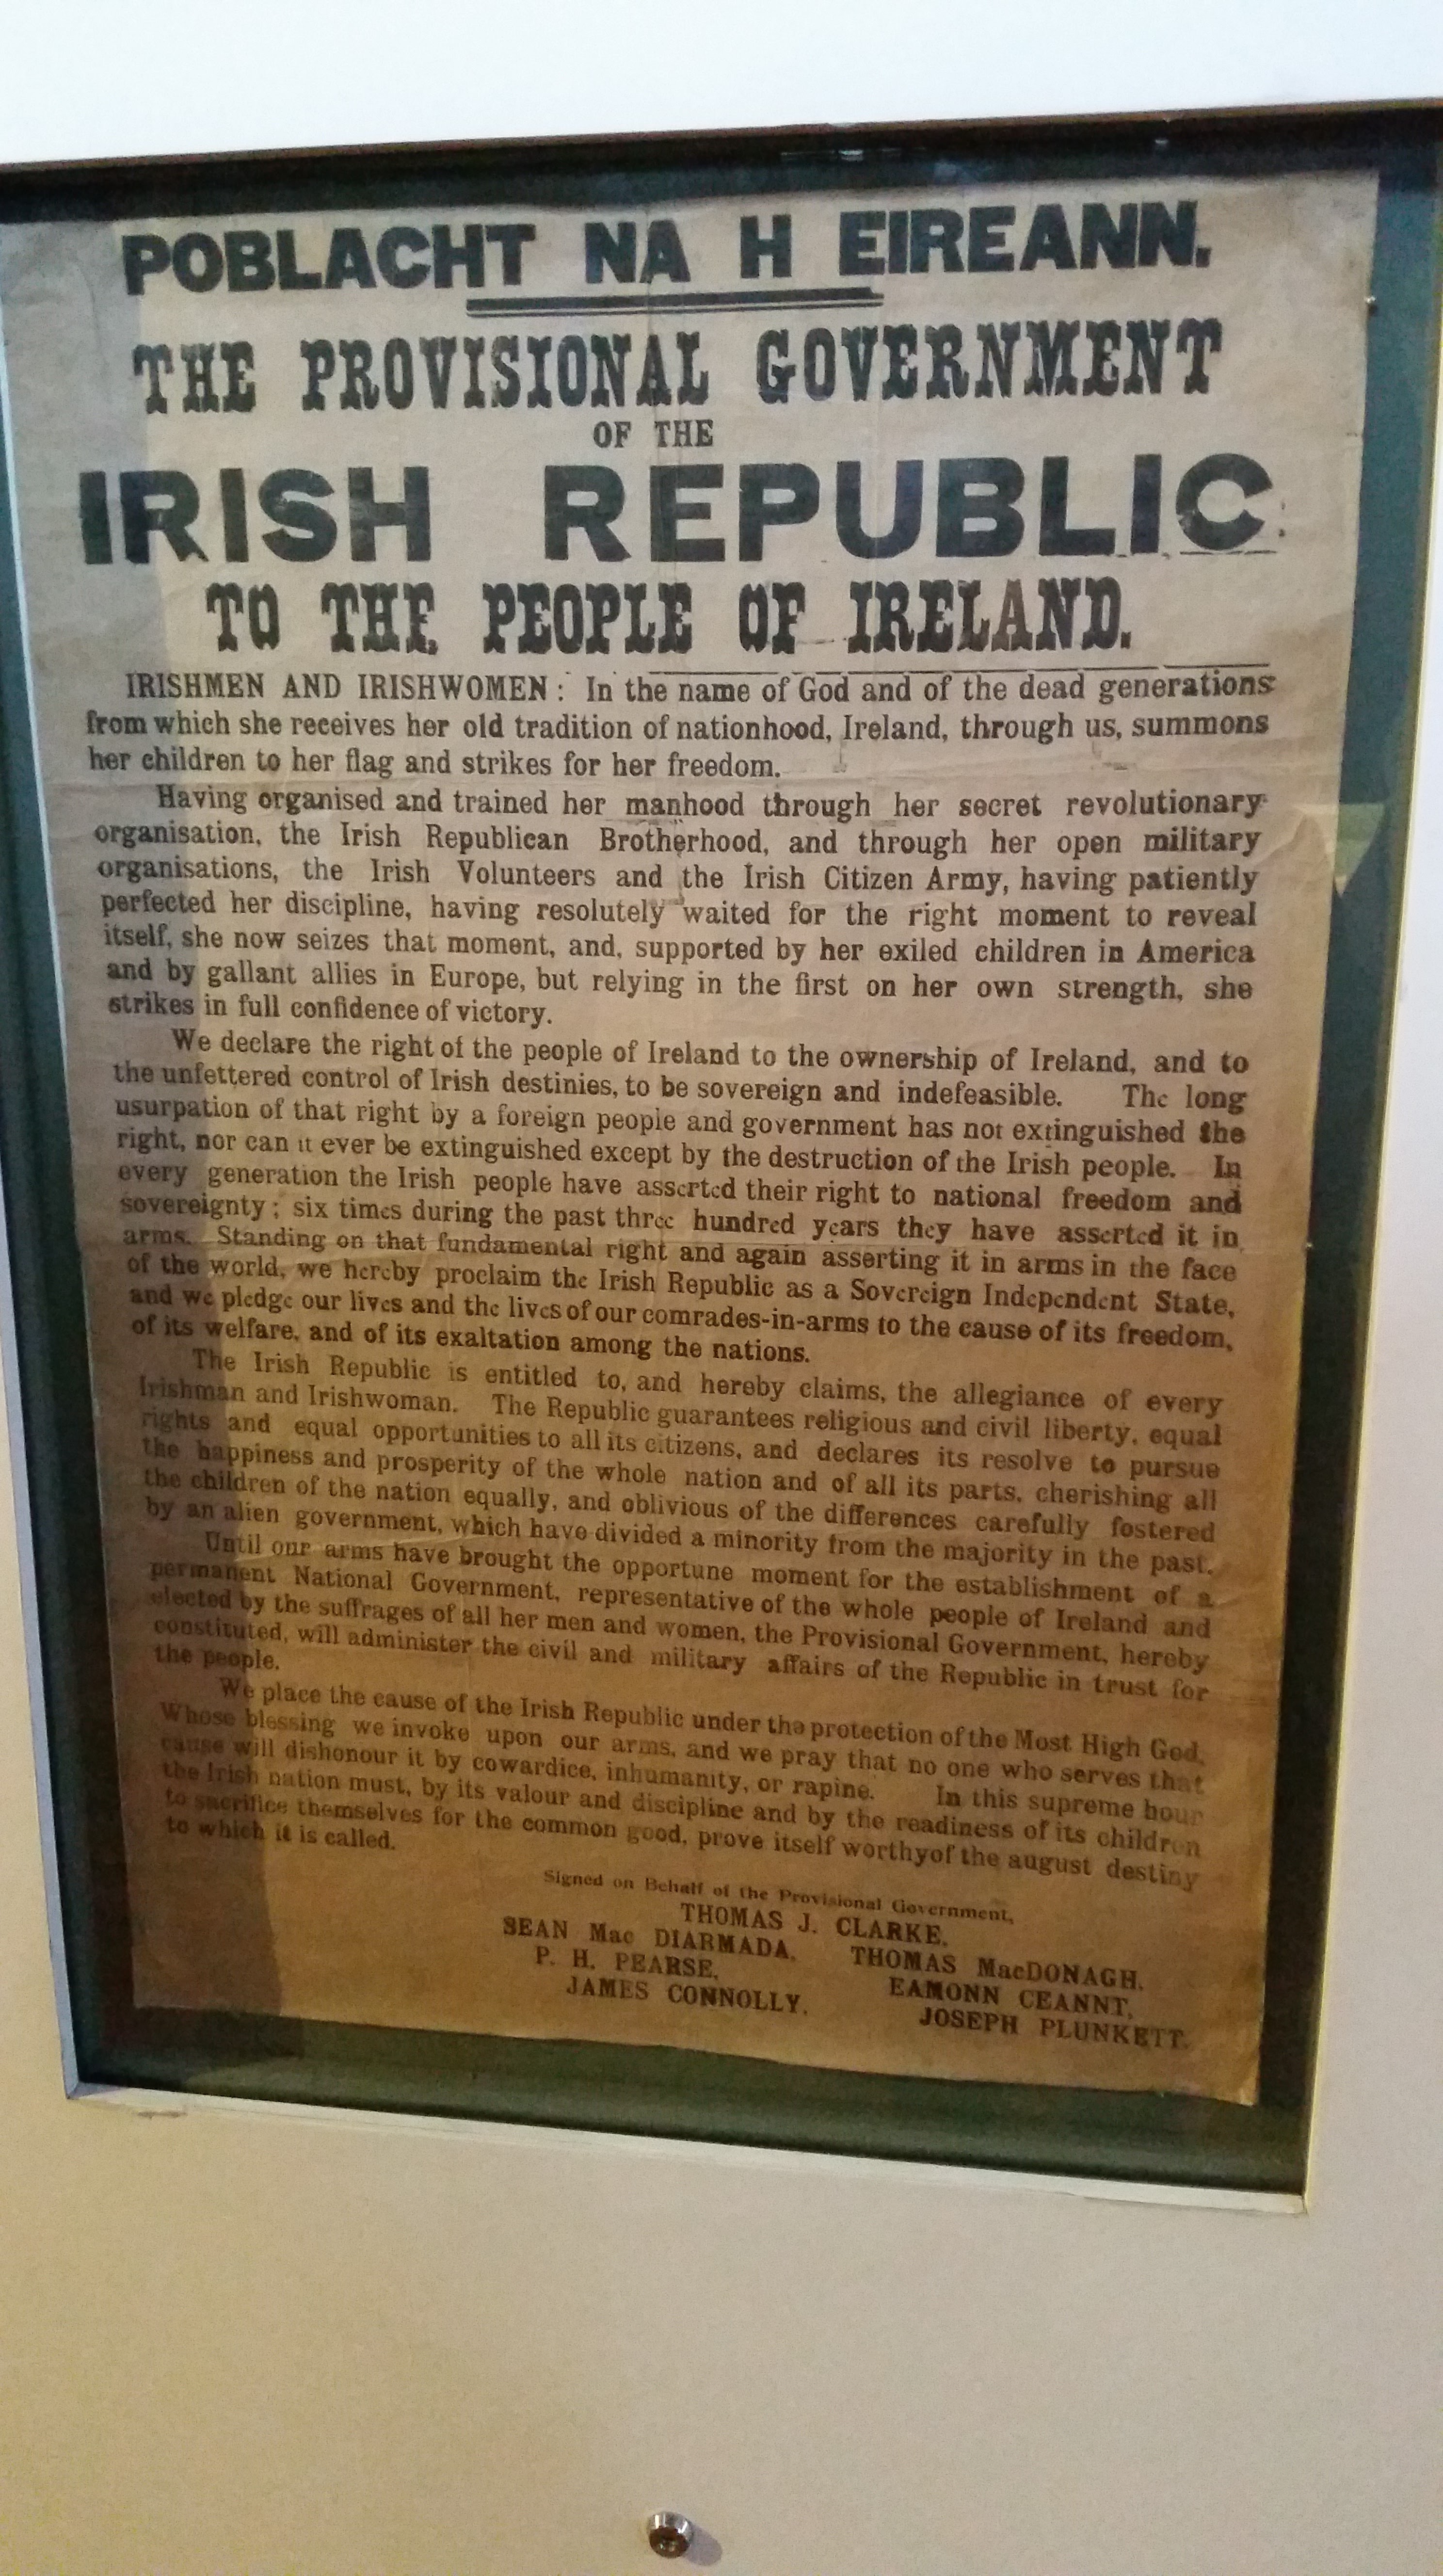 POBLACHT NA H EIREANN.
THE PROVISIONAL GOVERNMENT
OF THE
IRISH REPUBLIC
TO THE PEOPLE OF IRELAND.
IRISHMEN AND IRISHWOMEN : In the name of God and of the dead generations
from which she receives her old tradition of nationhood, Ireland, through us, summons
her children to her flag and strikes for her freedom.
Having organised and trained her manhood through her secret revolutionary
organisation, the Irish Republican Brotherhood, and through her open military
organisations, the Irish Volunteers and the Irish Citizen Army, having patiently
perfected her discipline, having resolutely waited for the right moment to reveal
itself, she now seizes that moment, and, supported by her exiled children in America
and by gallant allies in Europe, but relying in the first on her own strength, she
strikes in full confidence of victory.
We declare the right of the people of Ireland to the ownership of Ireland, and to
the unfettered control of Irish destinies, to be sovereign and indefeasible. The long
usurpation of that right by a foreign people and government has not extinguished the
right, nor can it ever be extinguished except by the destruction of the Irish people. In
every generation the Irish people have asserted their right to national freedom and
sovereignty ; six times during the past three hundred years they have asserted it in
arms. Standing on that fundamental right and again asserting it in arms in the face
of the world, we hereby proclaim the Irish Republic as a Sovereign Independent State,
and we pledge our lives and the lives of our comrades-in-arms to the cause of its freedom,
of its welfare, and of its exaltation among the nations.
The Irish Republic is entitled to, and hereby claims, the allegiance of every
Irishman and Irishwoman. The Republic guarantees religious and civil liberty, equal
rights and equal opportunities to all its citizens, and declares its resolve to pursue
the happiness and prosperity of the whole nation and of all its parts, cherishing all
the children of the nation equally, and oblivious of the differences carefully fostered
by an alien government, which have divided a minority from the majority in the past.
Until our arms have brought the opportune moment for the establishment of a
permanent National Government, representative of the whole people of Ireland and
elected by the suffrages of all her men and women, the Provisional Government, hereby
constituted, will administer the civil and military affairs of the Republic in trust for
the people.
We place the cause of the Irish Republic under the protection of the Most High God,
Whose blessing we invoke upon our arms, and we pray that no one who serves that
cause will dishonour it by cowardice, inhumanity, or rapine. In this supreme hour
the Irish nation must, by its valour and discipline and by the readiness of its children
to sacrifice themselves for the common good, prove itself worthy of the august destiny
to which it is called.
Signed on Behalf of the Provisional Government,
THOMAS J. CLARKE.
SEAN Mac DIARMADA. THOMAS MacDONAGH.
P. H. PEARSE, EAMONN CEANNT,
JAMES CONNOLLY. JOSEPH PLUNKETT.